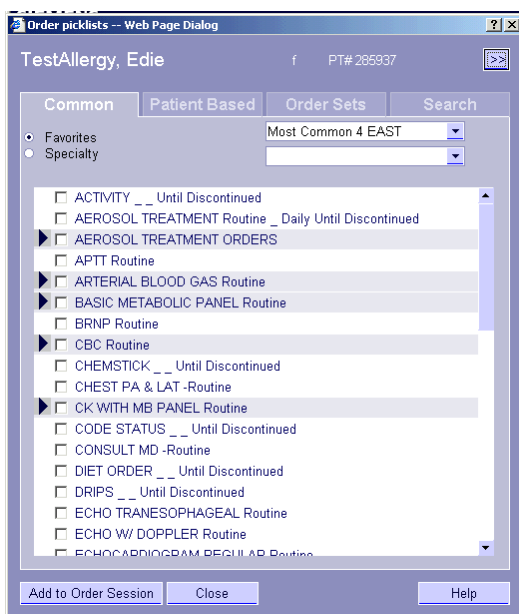 Order picklists -- Web Page Dialog
TestAllergy, Edie f PT# 285937 >>
Common Patient Based Order Sets Search
Favorites Most Common 4 EAST
Specialty
ACTIVITY _ _ Until Discontinued
AEROSOL TREATMENT Routine _ Daily Until Discontinued
AEROSOL TREATMENT ORDERS
APTT Routine
ARTERIAL BLOOD GAS Routine
BASIC METABOLIC PANEL Routine
BRNP Routine
CBC Routine
CHEMSTICK _ _ Until Discontinued
CHEST PA & LAT -Routine
CK WITH MB PANEL Routine
CODE STATUS _ _ Until Discontinued
CONSULT MD -Routine
DIET ORDER _ _ Until Discontinued
DRIPS _ _ Until Discontinued
ECHO TRANESOPHAGEAL Routine
ECHO W/ DOPPLER Routine
ECHOCARDIOGRAM REGULAR Routine
Add to Order Session Close Help